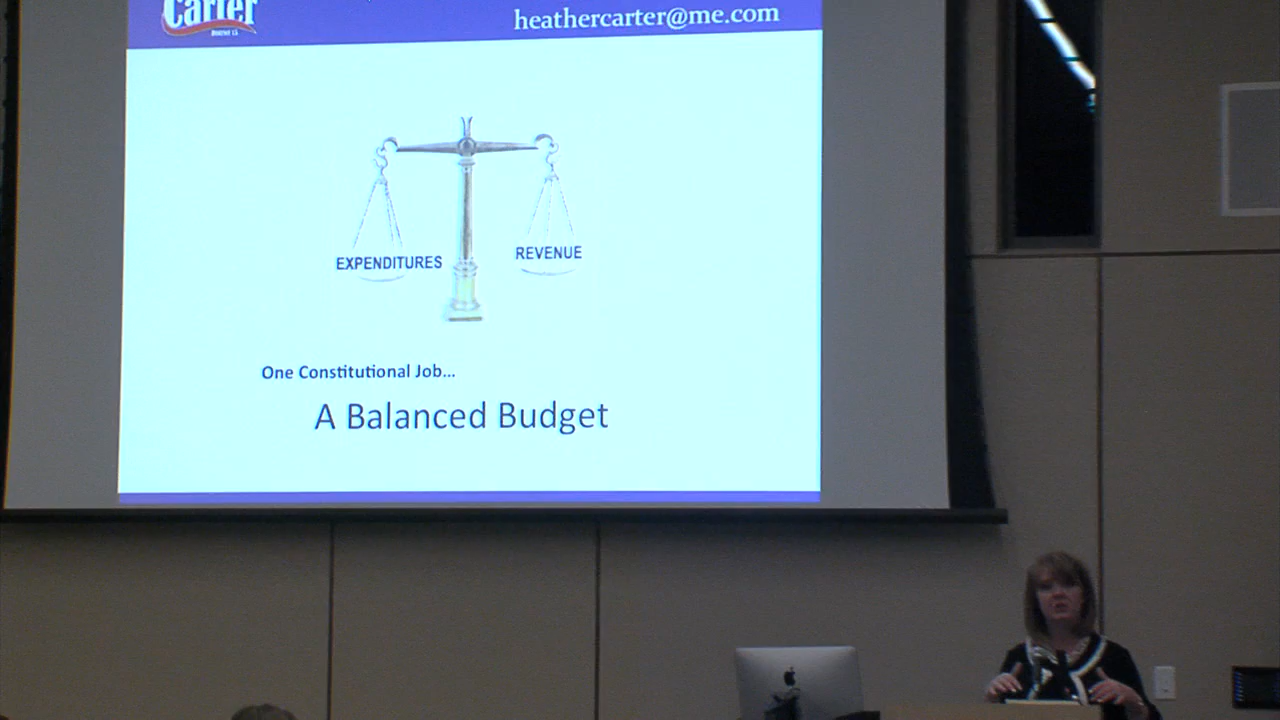 Carter
heathercarter@me.com
EXPENDITURES
REVENUE
One Constitutional Job...
A Balanced Budget